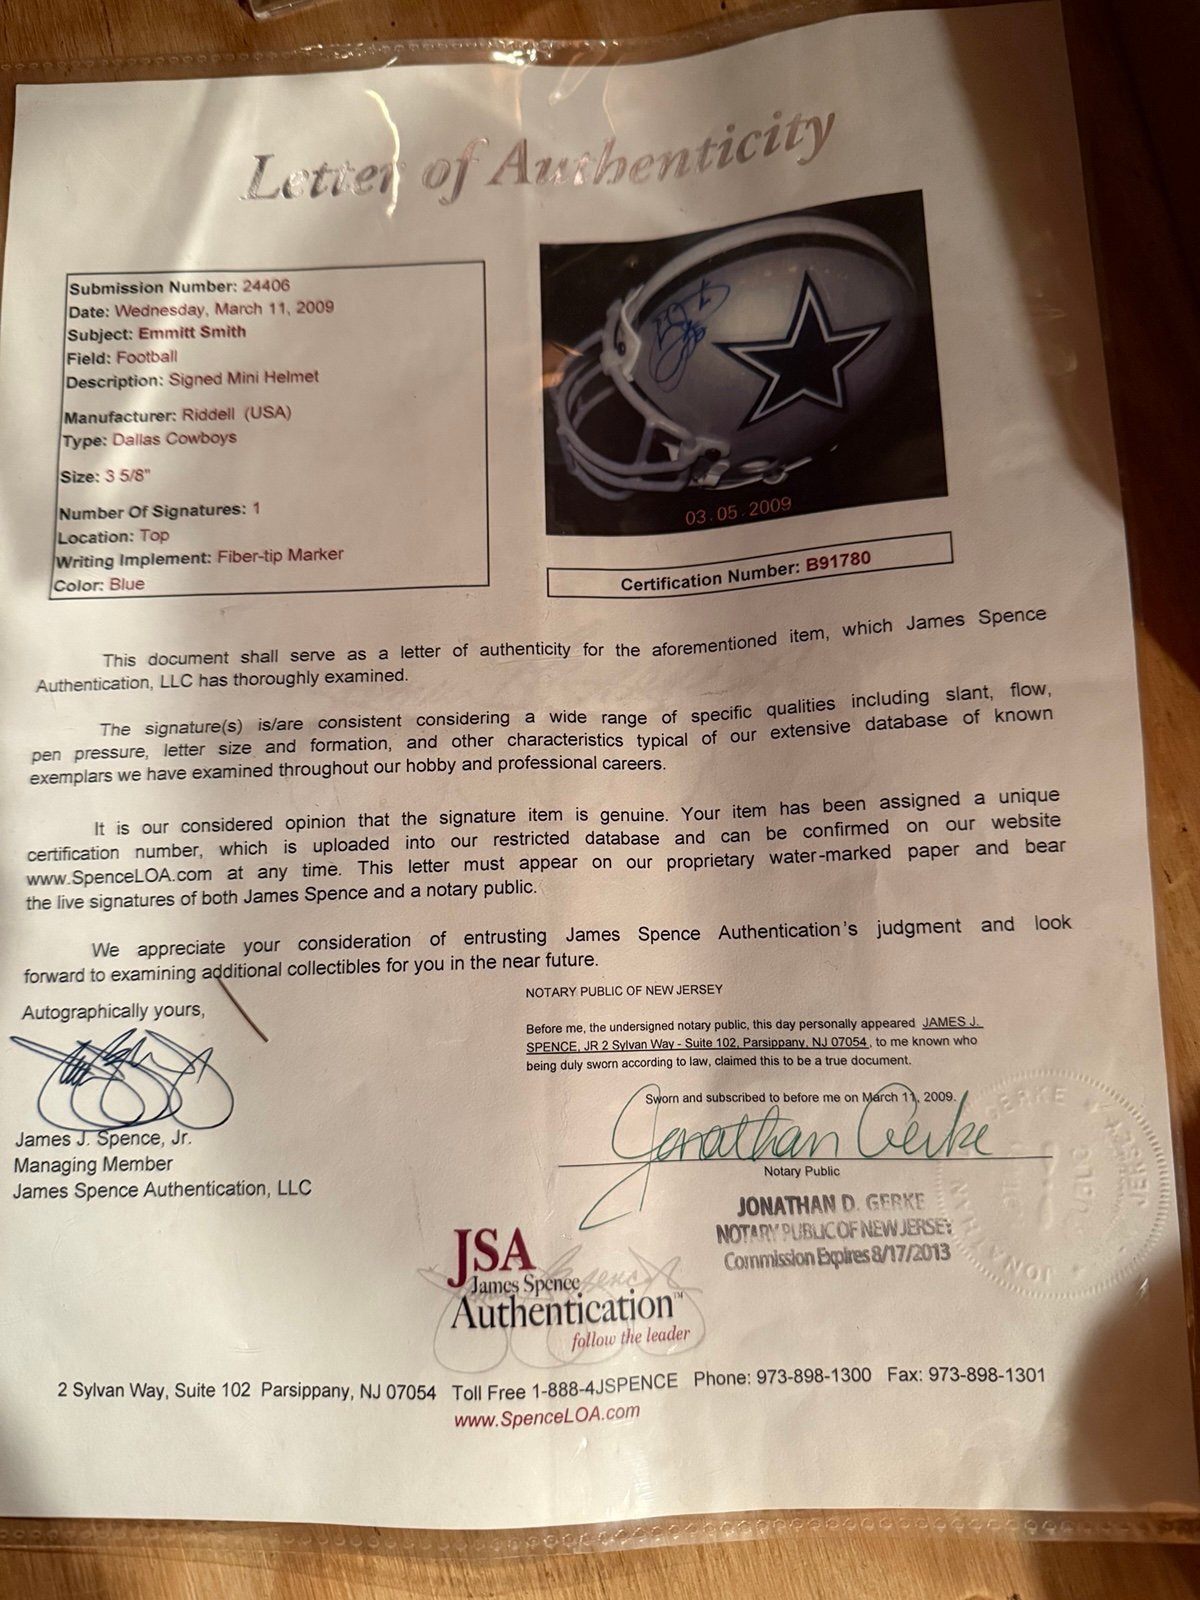 Letter of Authenticity
Submission Number: 24406
Date: Wednesday, March 11, 2009
Subject: Emmitt Smith
Field: Football
Description: Signed Mini Helmet
Manufacturer: Riddell (USA)
Type: Dallas Cowboys
Size: 3 5/8"
Number Of Signatures: 1
Location: Top
Writing Implement: Fiber-tip Marker
Color: Blue
03.05.2009
Certification Number: B91780
This document shall serve as a letter of authenticity for the aforementioned item, which James Spence
Authentication, LLC has thoroughly examined.
The signature(s) is/are consistent considering a wide range of specific qualities including slant, flow,
pen pressure, letter size and formation, and other characteristics typical of our extensive database of known
exemplars we have examined throughout our hobby and professional careers.
It is our considered opinion that the signature item is genuine. Your item has been assigned a unique
certification number, which is uploaded into our restricted database and can be confirmed on our website
www.SpenceLOA.com at any time. This letter must appear on our proprietary water-marked paper and bear
the live signatures of both James Spence and a notary public.
We appreciate your consideration of entrusting James Spence Authentication's judgment and look
forward to examining additional collectibles for you in the near future.
Autographically yours,
James J. Spence, Jr.
Managing Member
James Spence Authentication, LLC
NOTARY PUBLIC OF NEW JERSEY
Before me, the undersigned notary public, this day personally appeared JAMES J.
SPENCE, JR 2 Sylvan Way - Suite 102, Parsippany, NJ 07054, to me known who
being duly sworn according to law, claimed this to be a true document.
Sworn and subscribed to before me on March 11, 2009.
Jonathan Gerke
Notary Public
JONATHAN D. GERKE
NOTARY PUBLIC OF NEW JERSEY
Commission Expires 8/17/2013
JSA
James Spence
Authentication™
follow the leader
2 Sylvan Way, Suite 102 Parsippany, NJ 07054 Toll Free 1-888-4JSPENCE Phone: 973-898-1300 Fax: 973-898-1301
www.SpenceLOA.com